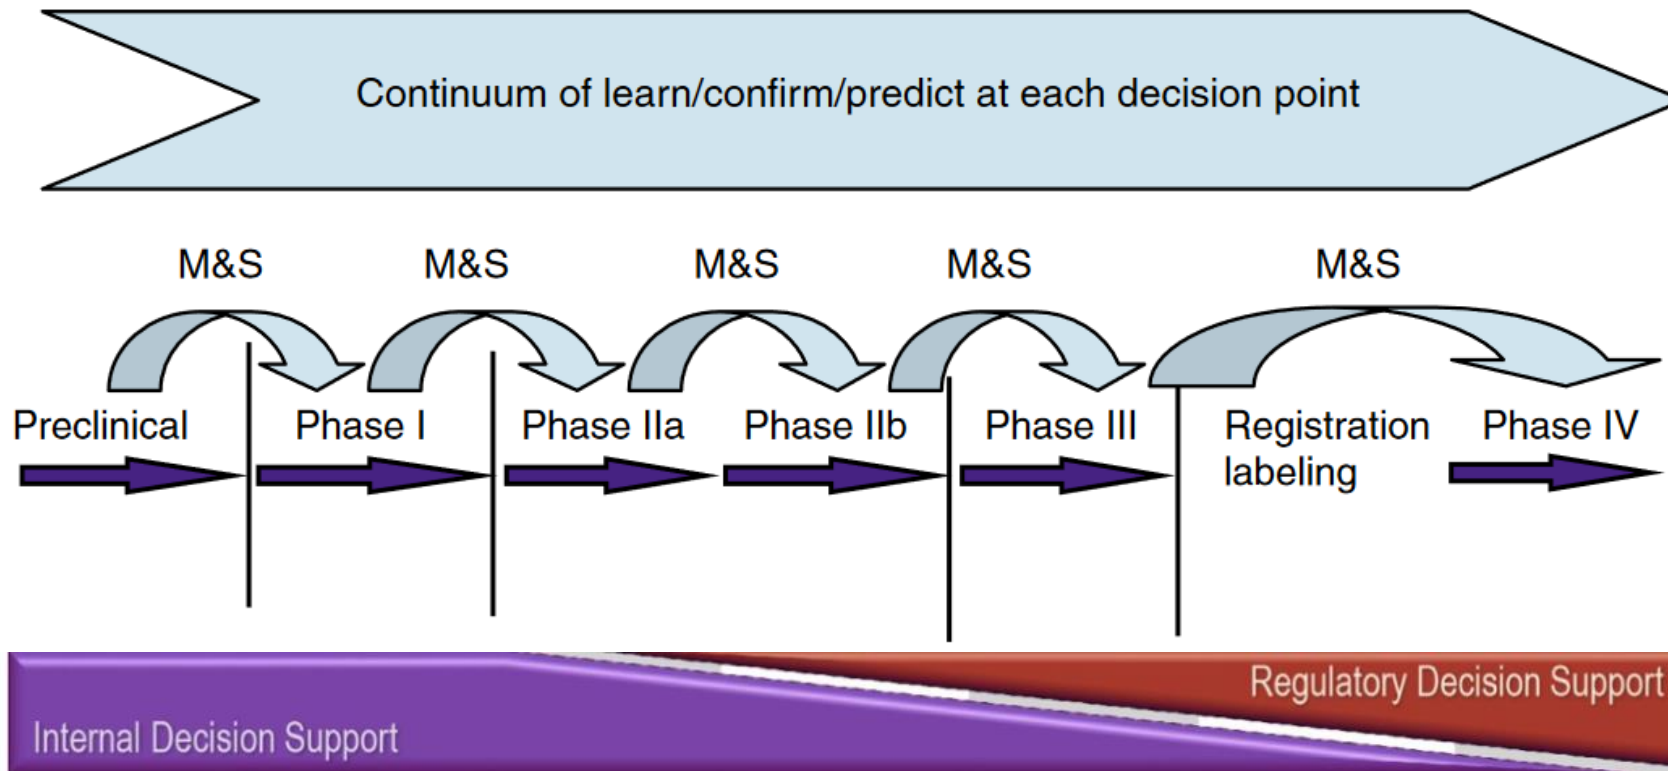 Continuum of learn/confirm/predict at each decision point
M&S M&S M&S M&S M&S
Preclinical Phase I Phase IIa Phase IIb Phase III Registration Phase IV
labeling
Regulatory Decision Support
Internal Decision Support